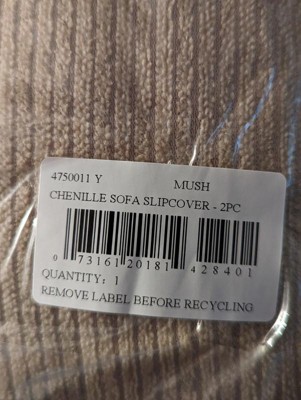 4750011 Y MUSH
CHENILLE SOFA SLIPCOVER - 2PC
0 73161 20181 428401
QUANTITY: 1
REMOVE LABEL BEFORE RECYCLING